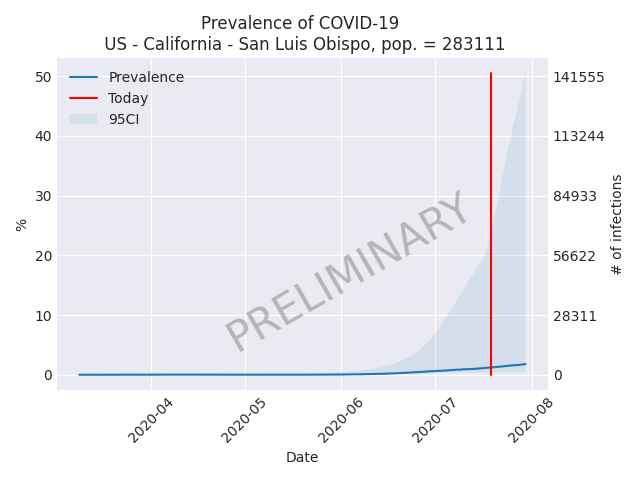 Prevalence of COVID-19
US - California - San Luis Obispo, pop. = 283111
Prevalence
Today
95CI
50
40
30
20
10
0
%
141555
113244
84933
56622
28311
0
# of infections
PRELIMINARY
2020-04
2020-05
2020-06
2020-07
2020-08
Date